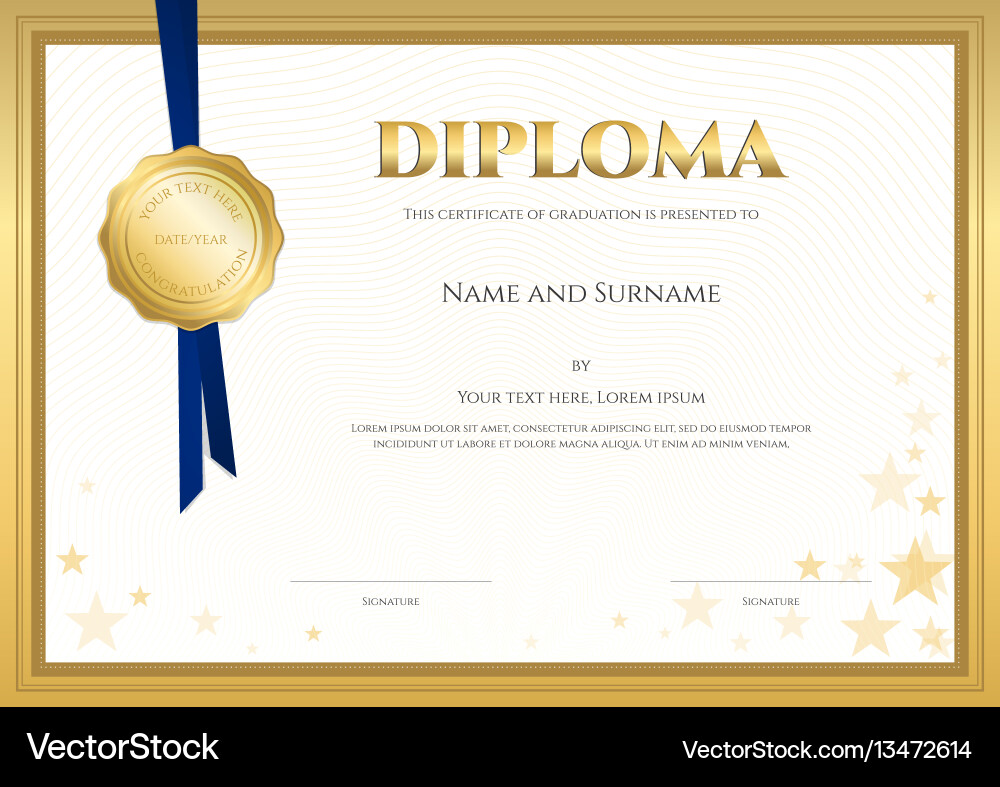 DIPLOMA
THIS CERTIFICATE OF GRADUATION IS PRESENTED TO
YOUR TEXT HERE
DATE/YEAR
CONGRATULATION
NAME AND SURNAME
BY
YOUR TEXT HERE, LOREM IPSUM
LOREM IPSUM DOLOR SIT AMET, CONSECTETUR ADIPISCING ELIT, SED DO EIUSMOD TEMPOR
INCIDIDUNT UT LABORE ET DOLORE MAGNA ALIQUA. UT ENIM AD MINIM VENIAM,
SIGNATURE
SIGNATURE
VectorStock
VectorStock.com/13472614